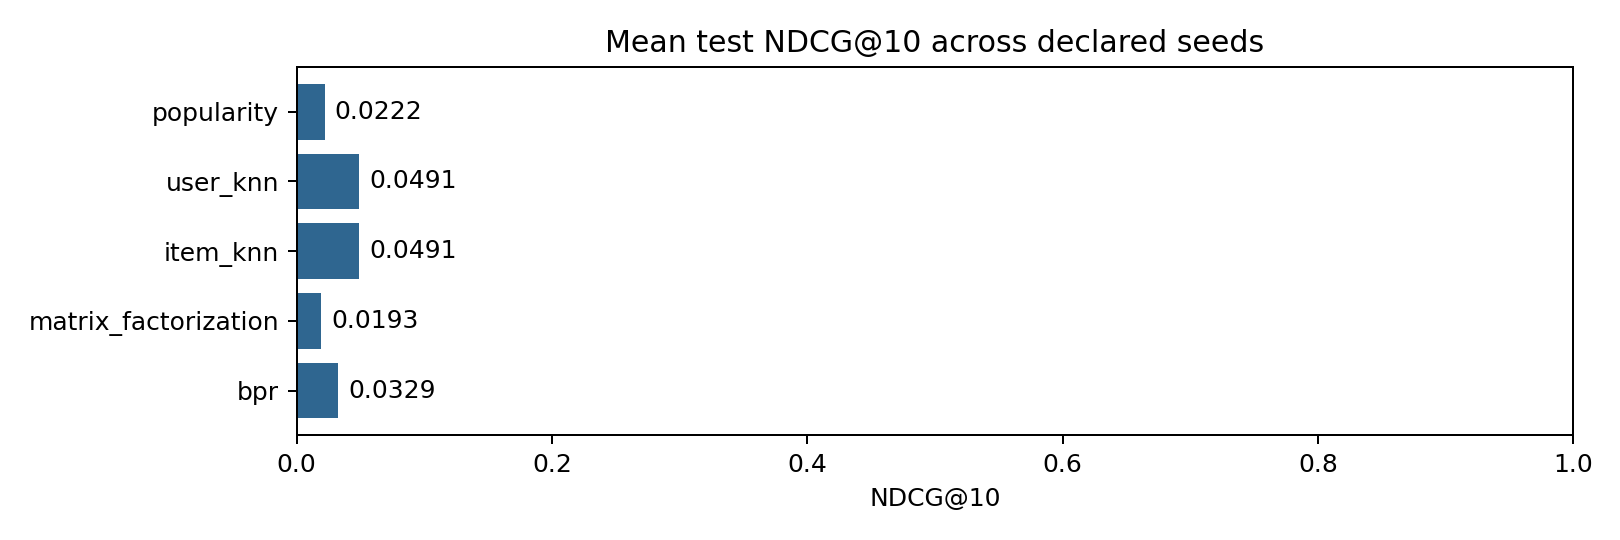 Mean test NDCG@10 across declared seeds
popularity 0.0222
user_knn 0.0491
item_knn 0.0491
matrix_factorization 0.0193
bpr 0.0329
0.0 0.2 0.4 0.6 0.8 1.0
NDCG@10